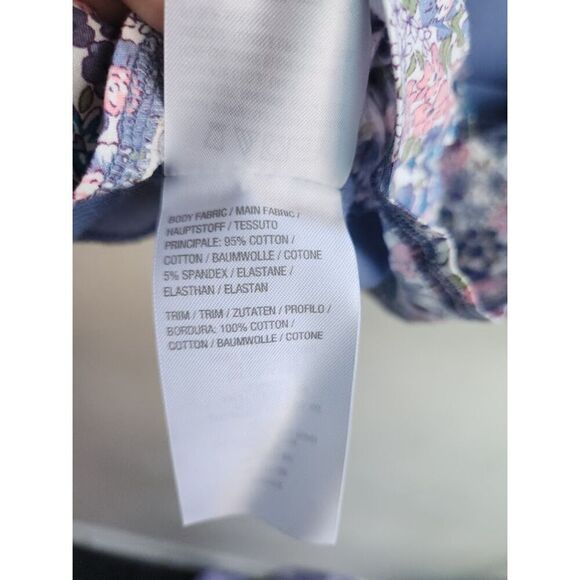 BODY FABRIC / MAIN FABRIC /
HAUPTSTOFF / TESSUTO
PRINCIPALE: 95% COTTON /
COTTON / BAUMWOLLE / COTONE
5% SPANDEX / ELASTANE /
ELASTHAN / ELASTAN
TRIM / TRIM / ZUTATEN / PROFILO /
BORDURA: 100% COTTON /
COTTON / BAUMWOLLE / COTONE